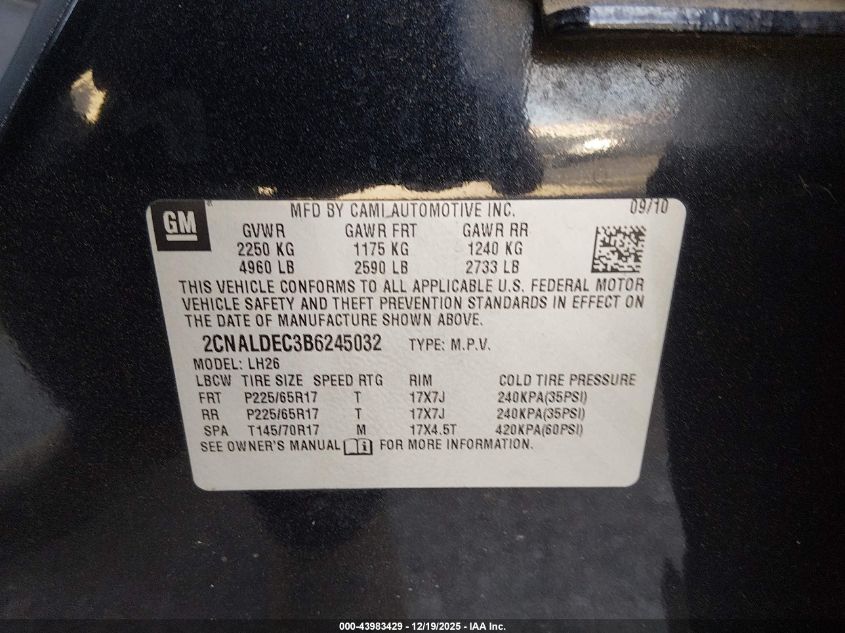 GM
MFD BY CAMI AUTOMOTIVE INC. 09/10
GVWR GAWR FRT GAWR RR
2250 KG 1175 KG 1240 KG
4960 LB 2590 LB 2733 LB
THIS VEHICLE CONFORMS TO ALL APPLICABLE U.S. FEDERAL MOTOR
VEHICLE SAFETY AND THEFT PREVENTION STANDARDS IN EFFECT ON
THE DATE OF MANUFACTURE SHOWN ABOVE.
2CNALDEC3B6245032 TYPE: M.P.V.
MODEL: LH26
LBCW TIRE SIZE SPEED RTG RIM COLD TIRE PRESSURE
FRT P225/65R17 T 17X7J 240KPA(35PSI)
RR P225/65R17 T 17X7J 240KPA(35PSI)
SPA T145/70R17 M 17X4.5T 420KPA(60PSI)
SEE OWNER'S MANUAL FOR MORE INFORMATION.
000-43983429 - 12/19/2025 - IAA Inc.